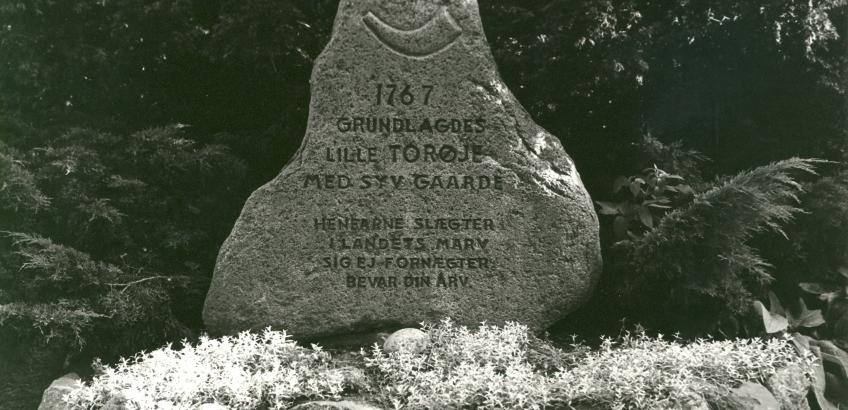 1767
GRUNDLAGDES
LILLE TORØJE
MED SYV GAARDE
HENFARNE SLÆGTER
I LANDETS MARV
SIG EJ FORNÆGTER
BEVAR DIN ARV.